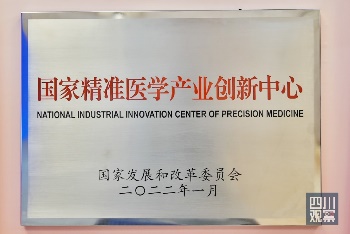 国家精准医学产业创新中心
NATIONAL INDUSTRIAL INNOVATION CENTER OF PRECISION MEDICINE
国家发展和改革委员会
二〇二二年一月
四川
观察